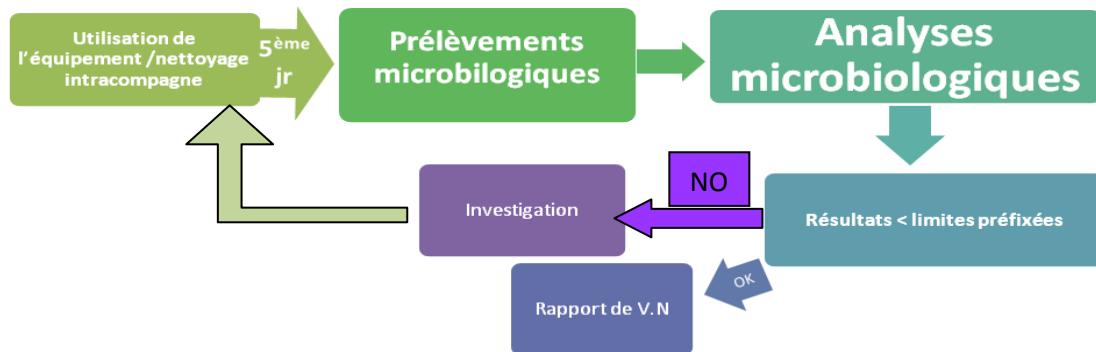 Utilisation de
l'équipement /nettoyage
intracompagne
5ème
jr
Prélèvements
microbilogiques
Analyses
microbiologiques
Résultats < limites préfixées
NO
Investigation
OK
Rapport de V.N